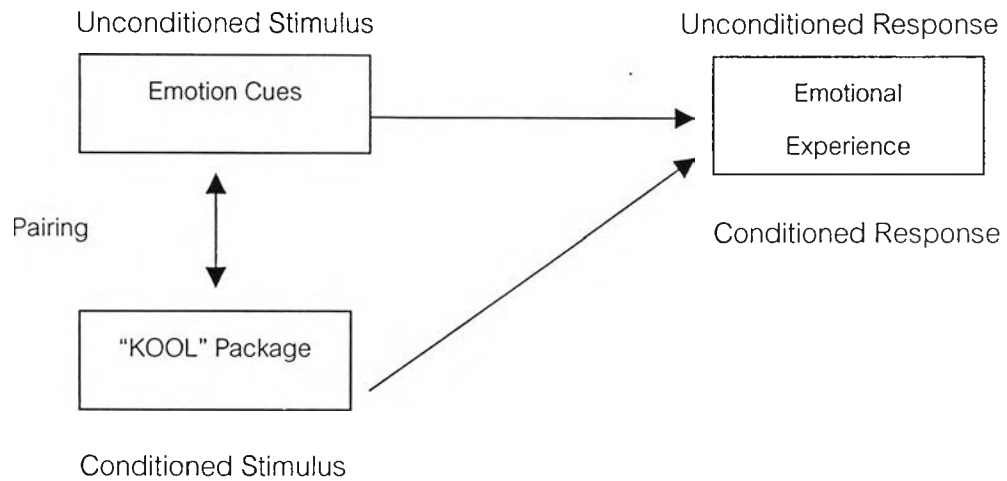 Unconditioned Stimulus
Unconditioned Response
Emotion Cues
Emotional
Experience
Pairing
Conditioned Response
"KOOL" Package
Conditioned Stimulus